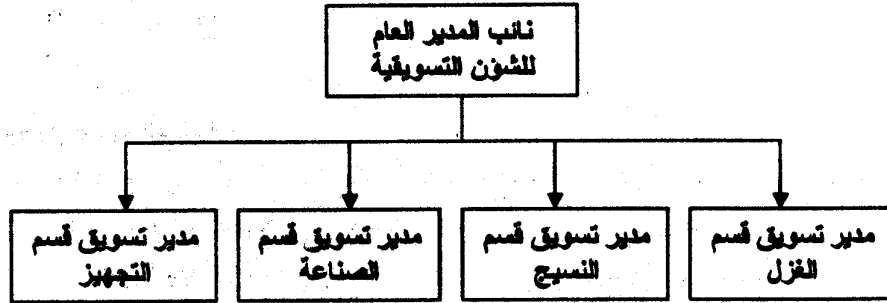 نائب المدير العام
للشؤن التسويقية
مدير تسويق قسم
الغزل
مدير تسويق قسم
النسيج
مدير تسويق قسم
الصناعة
مدير تسويق قسم
التجهيز